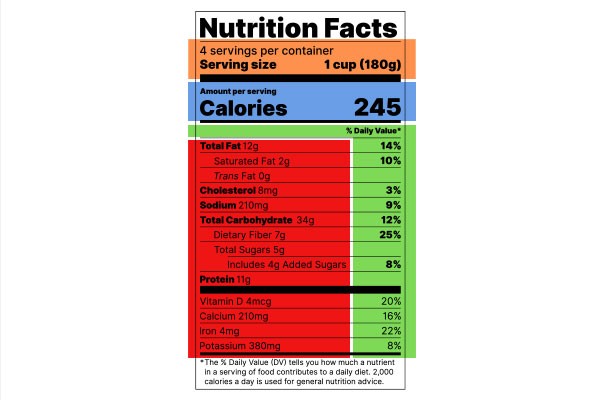 Nutrition Facts
4 servings per container
Serving size 1 cup (180g)
Amount per serving
Calories 245
% Daily Value*
Total Fat 12g 14%
Saturated Fat 2g 10%
Trans Fat 0g
Cholesterol 8mg 3%
Sodium 210mg 9%
Total Carbohydrate 34g 12%
Dietary Fiber 7g 25%
Total Sugars 5g
Includes 4g Added Sugars 8%
Protein 11g
Vitamin D 4mcg 20%
Calcium 210mg 16%
Iron 4mg 22%
Potassium 380mg 8%
*The % Daily Value (DV) tells you how much a nutrient
in a serving of food contributes to a daily diet. 2,000
calories a day is used for general nutrition advice.